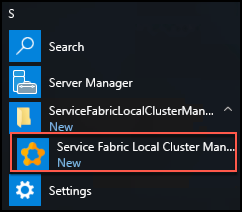 S
Search
Server Manager
ServiceFabricLocalClusterMan...
New
Service Fabric Local Cluster Man...
New
Settings